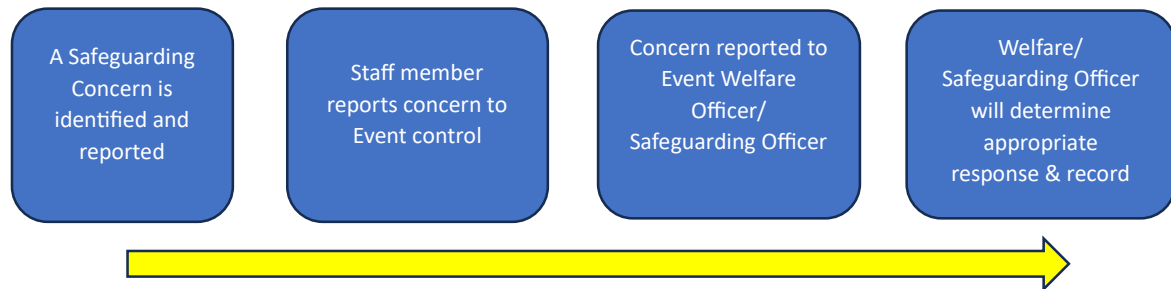 A Safeguarding
Concern is
identified and
reported
Staff member
reports concern to
Event control
Concern reported to
Event Welfare
Officer/
Safeguarding Officer
Welfare/
Safeguarding Officer
will determine
appropriate
response & record